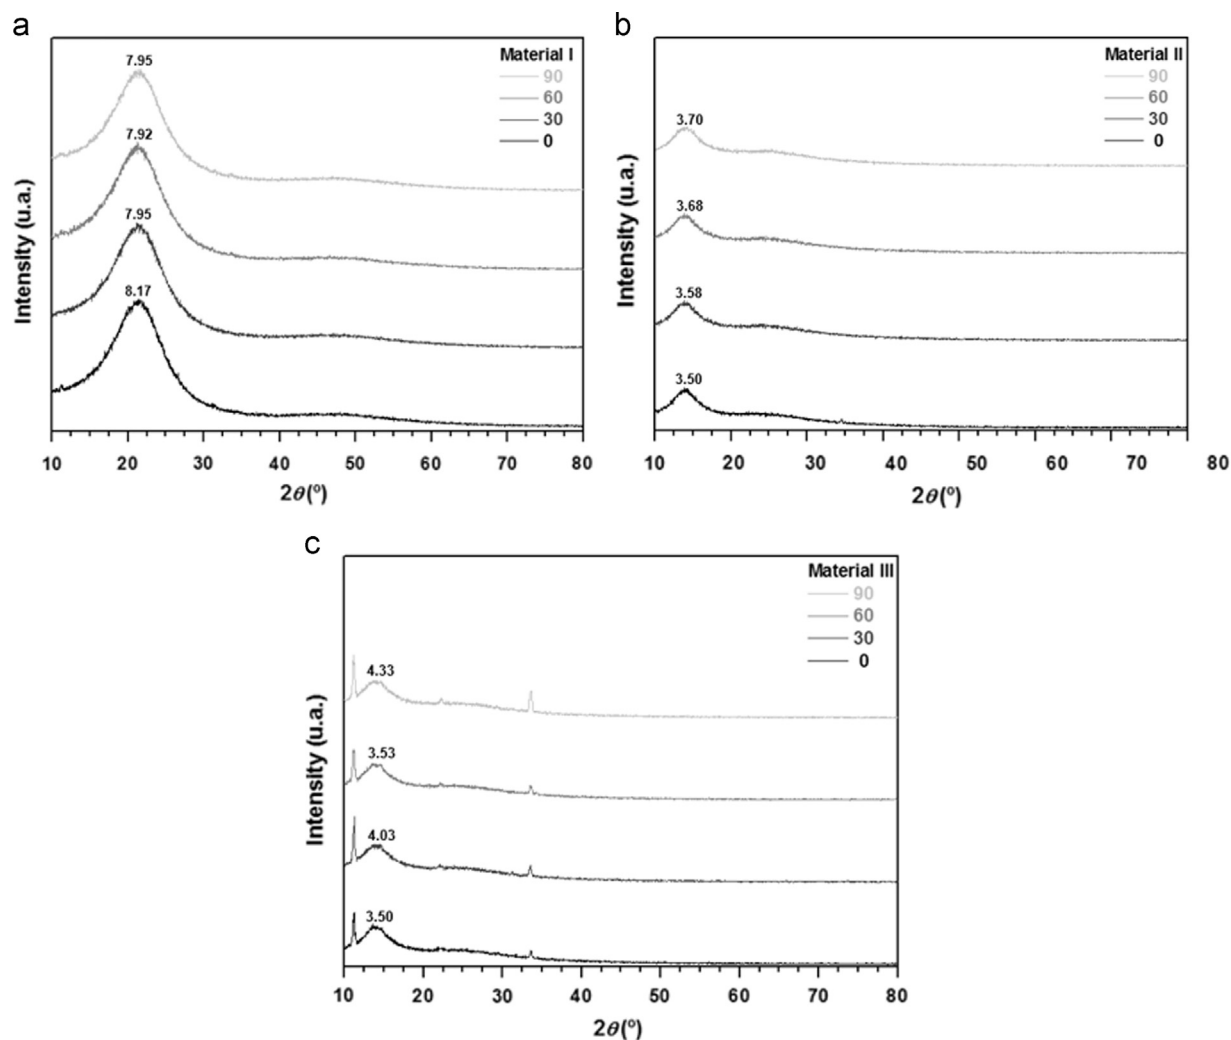 a
Material I
90
60
30
0
7.95
7.92
7.95
8.17
Intensity (u.a.)
10 20 30 40 50 60 70 80
2θ(º)
b
Material II
90
60
30
0
3.70
3.68
3.58
3.50
Intensity (u.a.)
10 20 30 40 50 60 70 80
2θ(º)
c
Material III
90
60
30
0
4.33
3.53
4.03
3.50
Intensity (u.a.)
10 20 30 40 50 60 70 80
2θ(º)